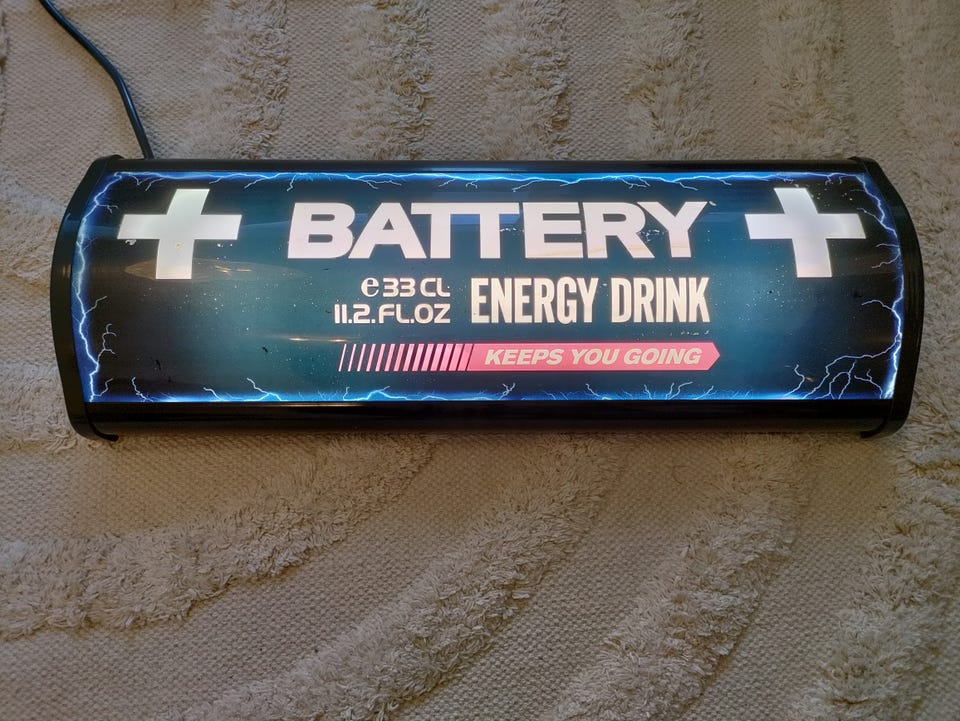 + BATTERY +
℮33 CL ENERGY DRINK
11.2.FL.OZ
KEEPS YOU GOING